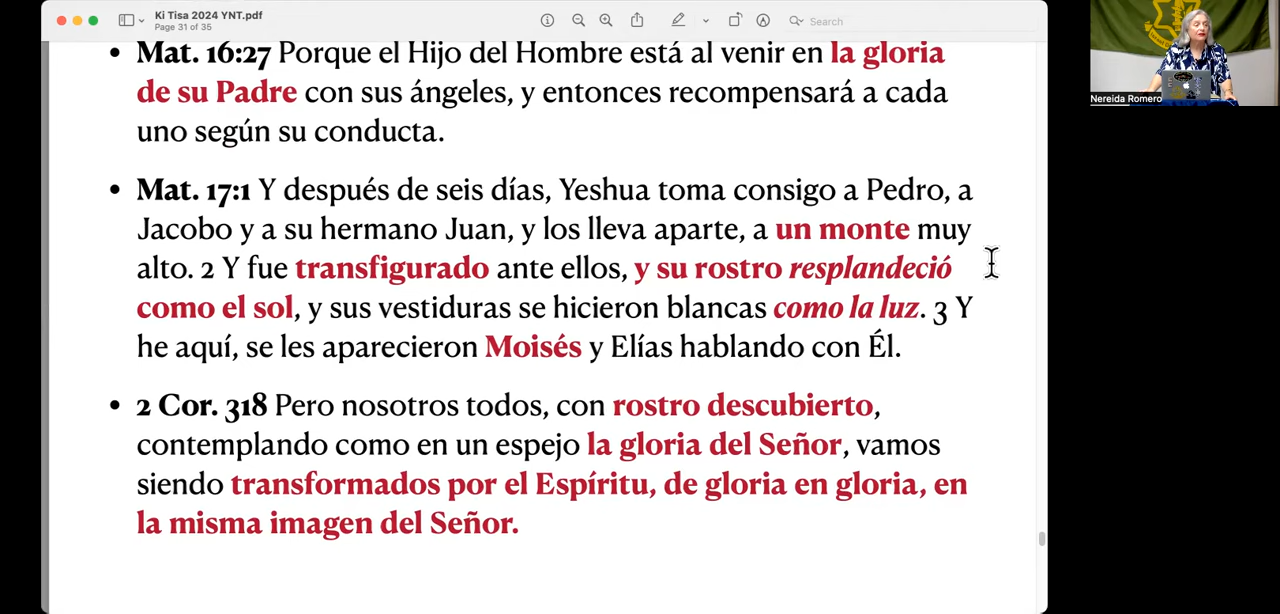 Ki Tisa 2024 YNT.pdf
Page 31 of 35
Search
Nereida Romero
• Mat. 16:27 Porque el Hijo del Hombre está al venir en la gloria
de su Padre con sus ángeles, y entonces recompensará a cada
uno según su conducta.
• Mat. 17:1 Y después de seis días, Yeshua toma consigo a Pedro, a
Jacobo y a su hermano Juan, y los lleva aparte, a un monte muy
alto. 2 Y fue transfigurado ante ellos, y su rostro resplandeció
como el sol, y sus vestiduras se hicieron blancas como la luz. 3 Y
he aquí, se les aparecieron Moisés y Elías hablando con Él.
• 2 Cor. 318 Pero nosotros todos, con rostro descubierto,
contemplando como en un espejo la gloria del Señor, vamos
siendo transformados por el Espíritu, de gloria en gloria, en
la misma imagen del Señor.